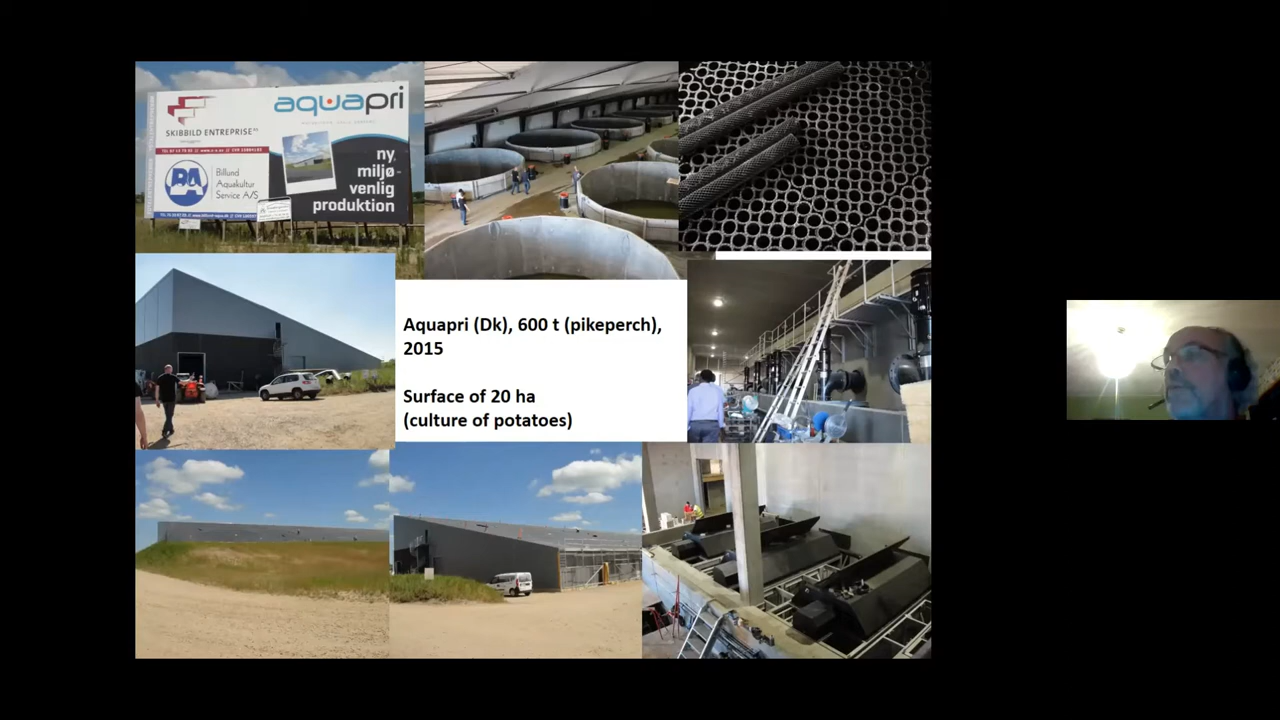 SKIBBILD ENTREPRISE
Billund
Aquakultur
Service A/S
aquapri
ny,
miljø-
venlig
produktion
Aquapri (Dk), 600 t (pikeperch),
2015
Surface of 20 ha
(culture of potatoes)